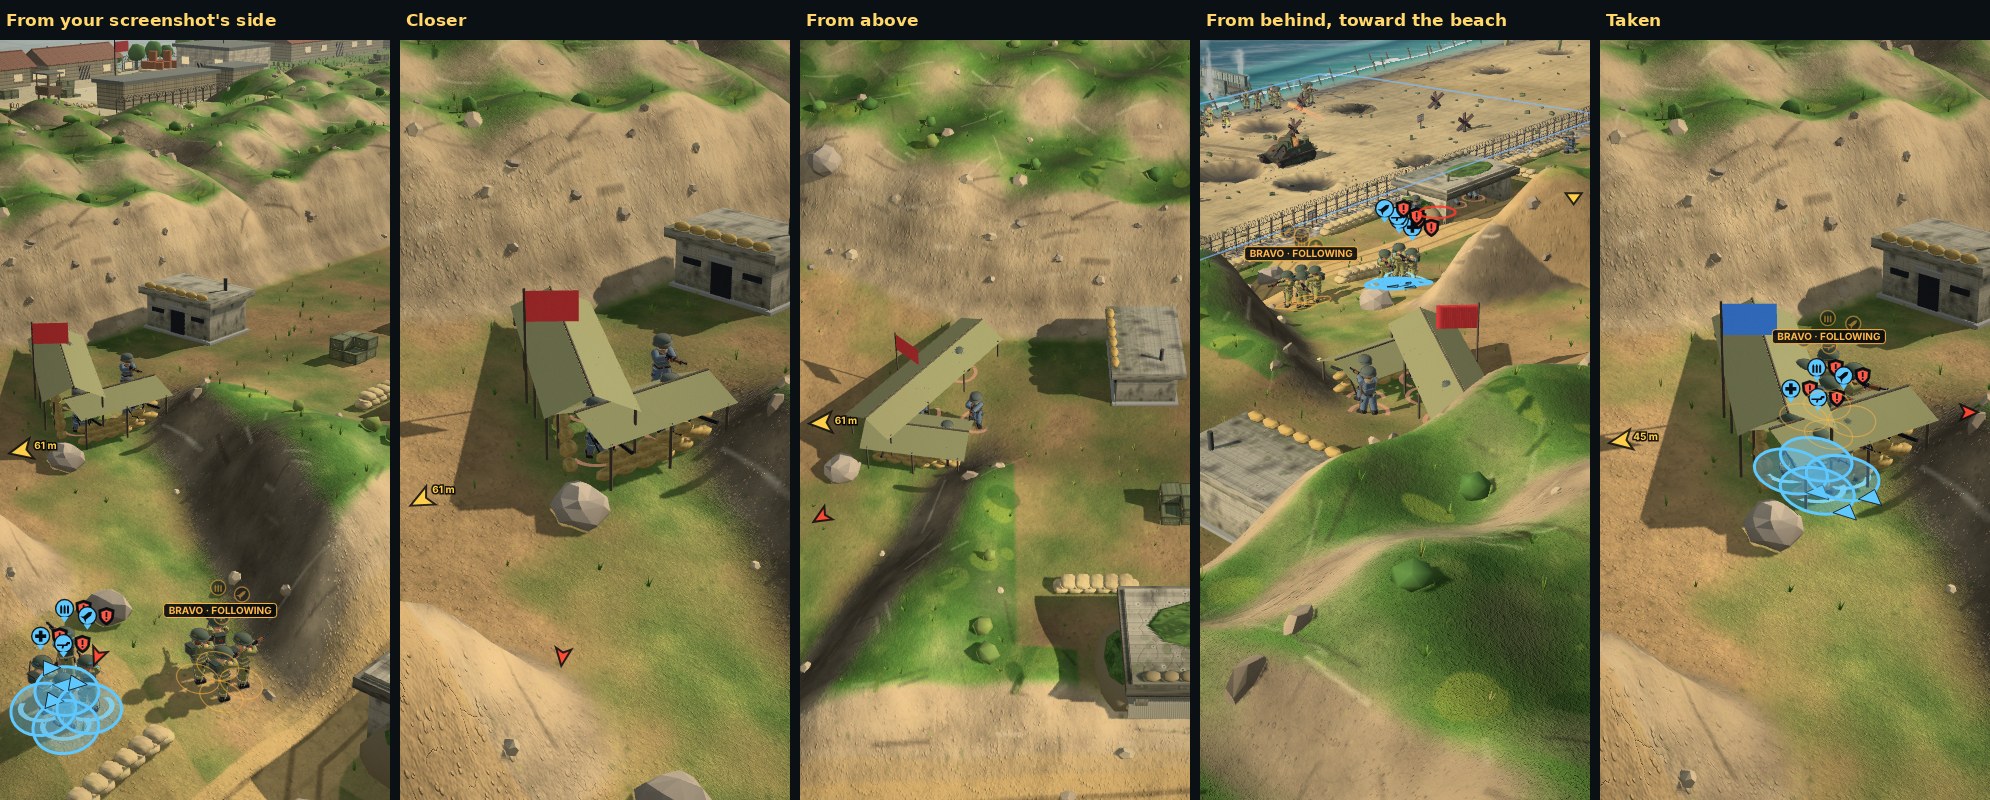 From your screenshot's side
Closer
From above
From behind, toward the beach
Taken
61 m
BRAVO · FOLLOWING
61 m
61 m
BRAVO · FOLLOWING
BRAVO · FOLLOWING
45 m